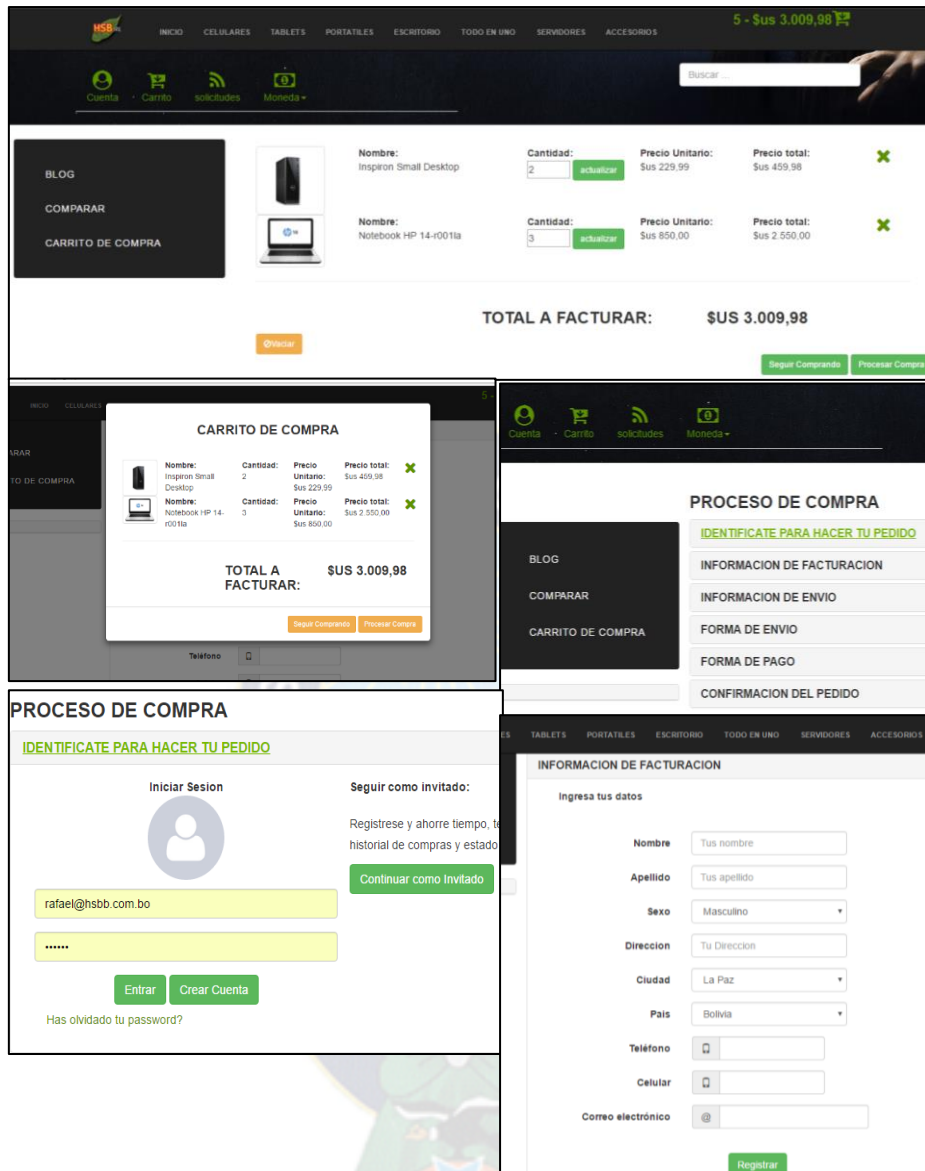 HSB
INICIO CELULARES TABLETS PORTATILES ESCRITORIO TODO EN UNO SERVIDORES ACCESORIOS
5 - $us 3.009,98
Cuenta Carrito solicitudes Moneda
Buscar ...
BLOG
COMPARAR
CARRITO DE COMPRA
Nombre: Cantidad: Precio Unitario: Precio total:
Inspiron Small Desktop 2 actualizar $us 229,99 $us 459,98
Nombre: Cantidad: Precio Unitario: Precio total:
Notebook HP 14-r001la 3 actualizar $us 850,00 $us 2.550,00
TOTAL A FACTURAR: $US 3.009,98
Vaciar
Seguir Comprando Procesar Compra
INICIO CELULARES
5 -
ARAR
TO DE COMPRA
CARRITO DE COMPRA
Nombre: Cantidad: Precio Precio total:
Inspiron Small 2 Unitario: $us 459,98
Desktop $us 229,99
Nombre: Cantidad: Precio Precio total:
Notebook HP 14- 3 Unitario: $us 2.550,00
r001la $us 850,00
TOTAL A $US 3.009,98
FACTURAR:
Seguir Comprando Procesar Compra
Teléfono
Cuenta Carrito solicitudes Moneda
BLOG
COMPARAR
CARRITO DE COMPRA
PROCESO DE COMPRA
IDENTIFICATE PARA HACER TU PEDIDO
INFORMACION DE FACTURACION
INFORMACION DE ENVIO
FORMA DE ENVIO
FORMA DE PAGO
CONFIRMACION DEL PEDIDO
PROCESO DE COMPRA
IDENTIFICATE PARA HACER TU PEDIDO
Iniciar Sesion
rafael@hsbb.com.bo
••••••
Entrar Crear Cuenta
Has olvidado tu password?
Seguir como invitado:
Registrese y ahorre tiempo, te
historial de compras y estado
Continuar como Invitado
ES TABLETS PORTATILES ESCRITORIO TODO EN UNO SERVIDORES ACCESORIOS
INFORMACION DE FACTURACION
Ingresa tus datos
Nombre Tus nombre
Apellido Tus apellido
Sexo Masculino
Direccion Tu Direccion
Ciudad La Paz
Pais Bolivia
Teléfono
Celular
Correo electrónico @
Registrar